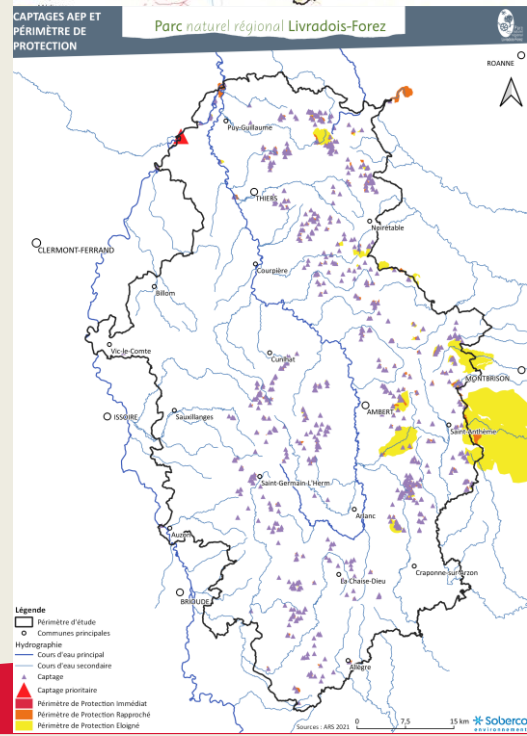 CAPTAGES AEP ET
PÉRIMÈTRE DE
PROTECTION
Parc naturel régional Livradois-Forez
ROANNE
Puy-Guillaume
THIERS
Noirétable
CLERMONT-FERRAND
Courpière
Billom
Vic-le-Comte
Cunlhat
MONTBRISON
ISSOIRE
Sauxillanges
AMBERT
Saint-Anthème
Saint-Germain-L'Herm
Arlanc
Auzon
Craponne-sur-Arzon
La Chaise-Dieu
BRIOUDE
Allègre
Légende
Périmètre d'étude
Communes principales
Hydrographie
Cours d'eau principal
Cours d'eau secondaire
Captage
Captage prioritaire
Périmètre de Protection Immédiat
Périmètre de Protection Rapproché
Périmètre de Protection Eloigné
Sources : ARS 2021
0 7,5 15 km
Soberco
environnement